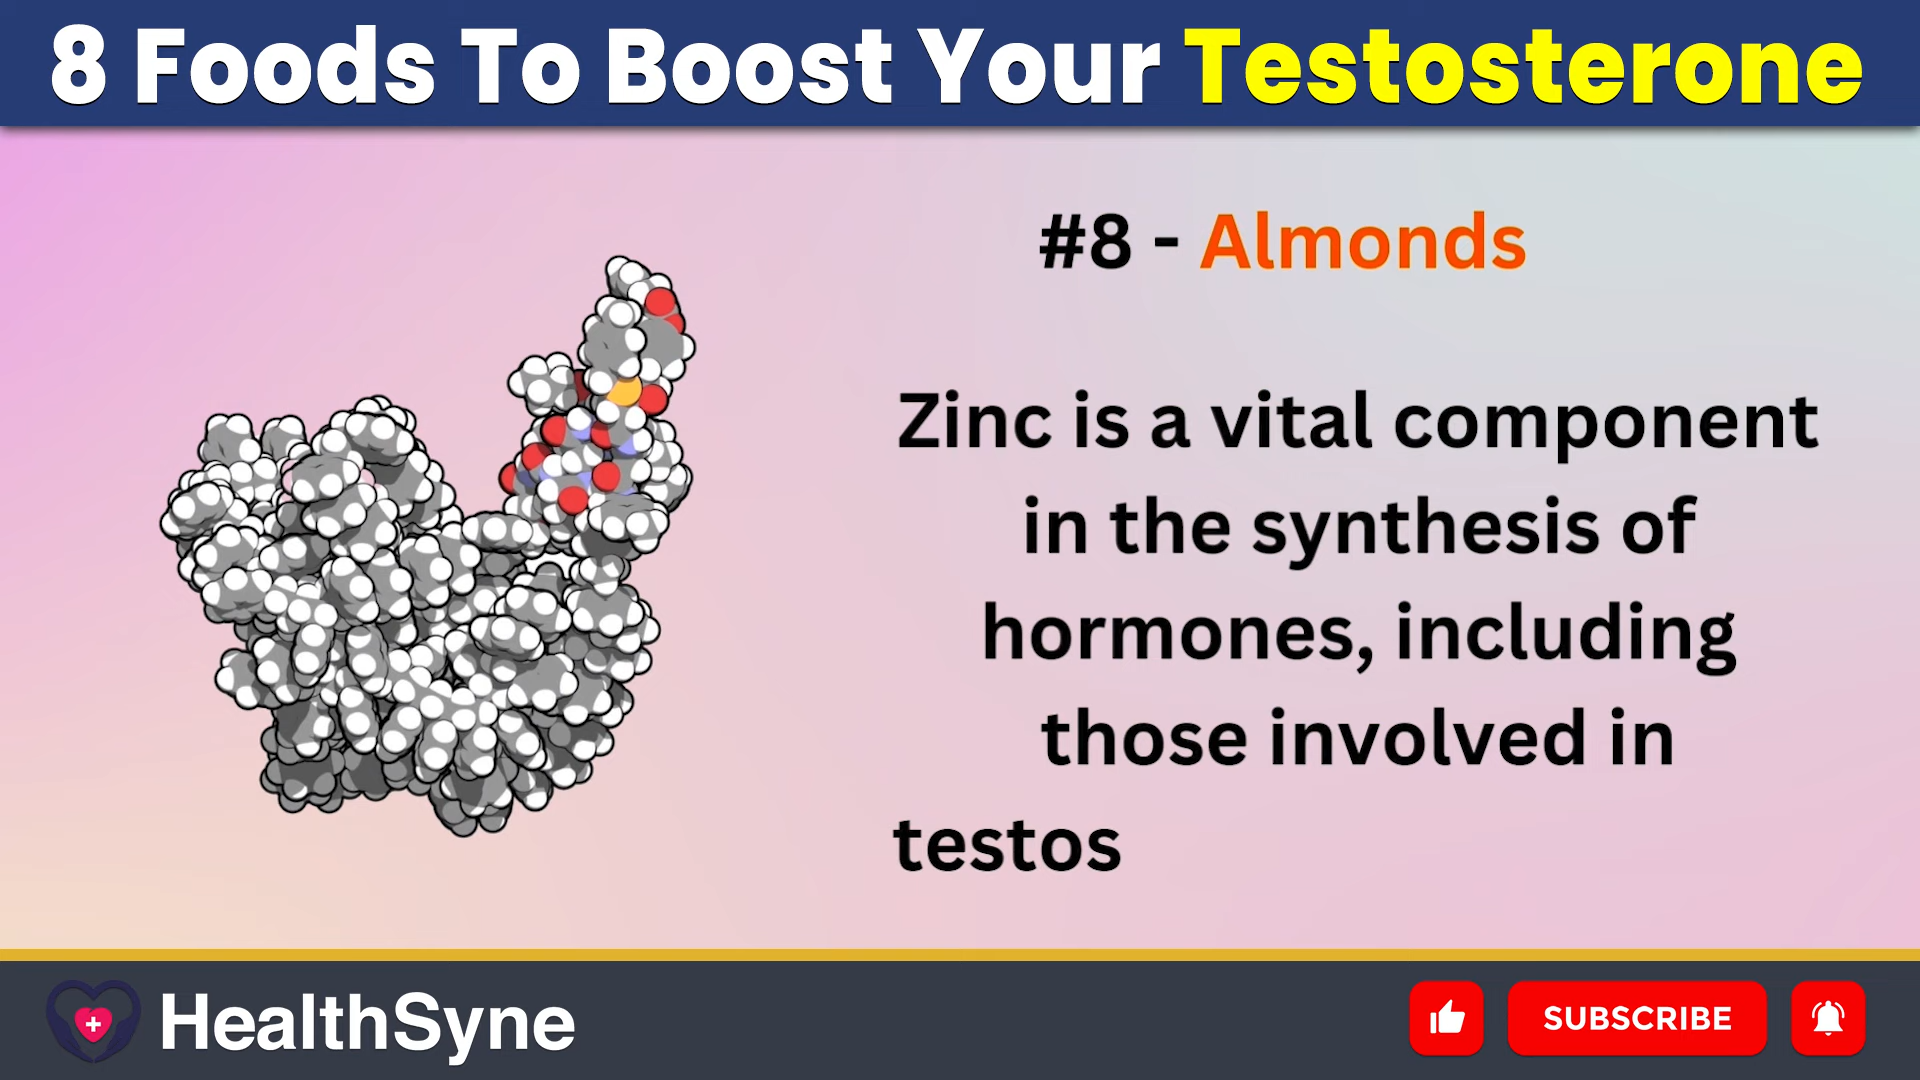 8 Foods To Boost Your Testosterone
#8 - Almonds
Zinc is a vital component
in the synthesis of
hormones, including
those involved in
testos
HealthSyne
SUBSCRIBE